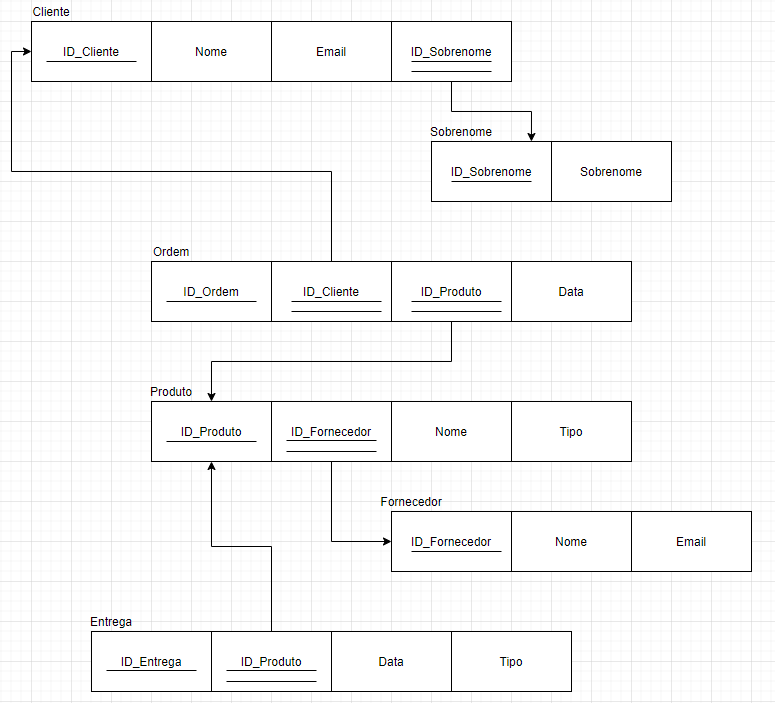 Cliente
ID_Cliente Nome Email ID_Sobrenome
Sobrenome
ID_Sobrenome Sobrenome
Ordem
ID_Ordem ID_Cliente ID_Produto Data
Produto
ID_Produto ID_Fornecedor Nome Tipo
Fornecedor
ID_Fornecedor Nome Email
Entrega
ID_Entrega ID_Produto Data Tipo